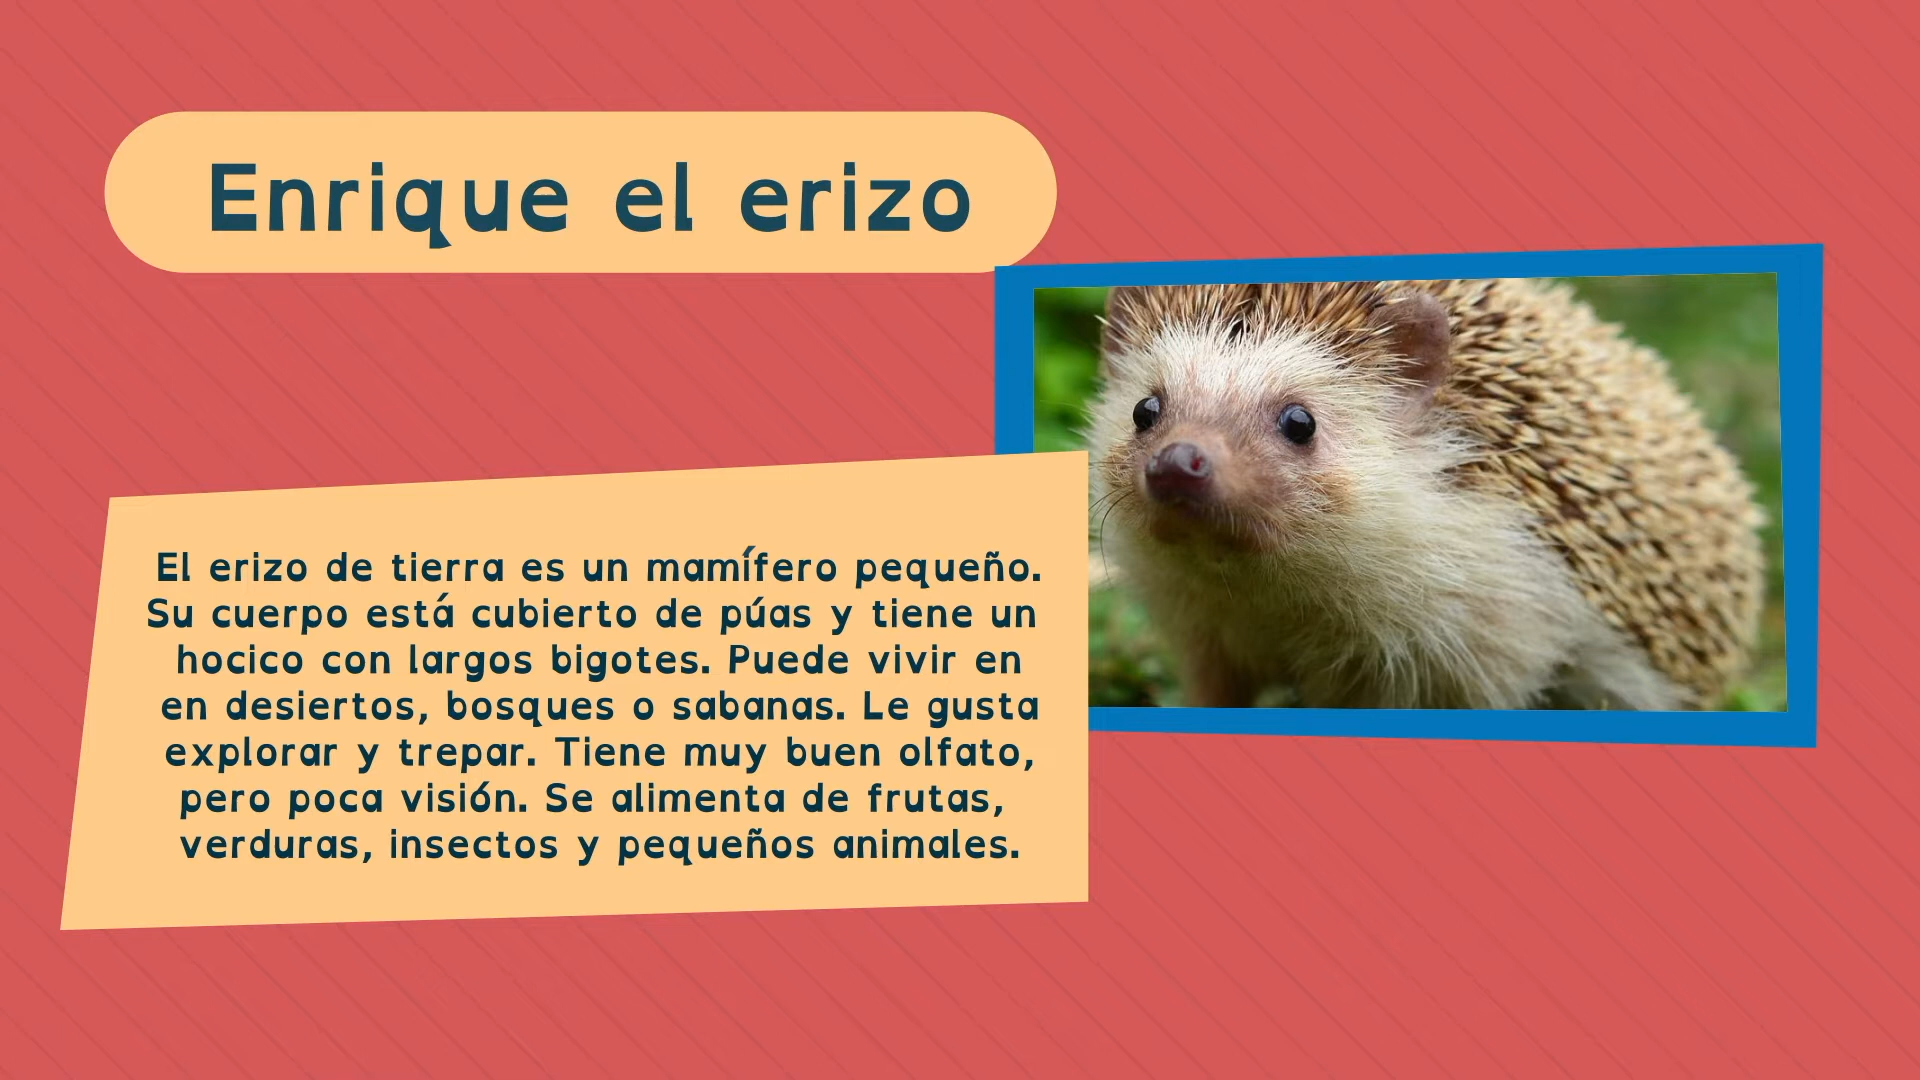 Enrique el erizo
El erizo de tierra es un mamífero pequeño.
Su cuerpo está cubierto de púas y tiene un
hocico con largos bigotes. Puede vivir en
en desiertos, bosques o sabanas. Le gusta
explorar y trepar. Tiene muy buen olfato,
pero poca visión. Se alimenta de frutas,
verduras, insectos y pequeños animales.